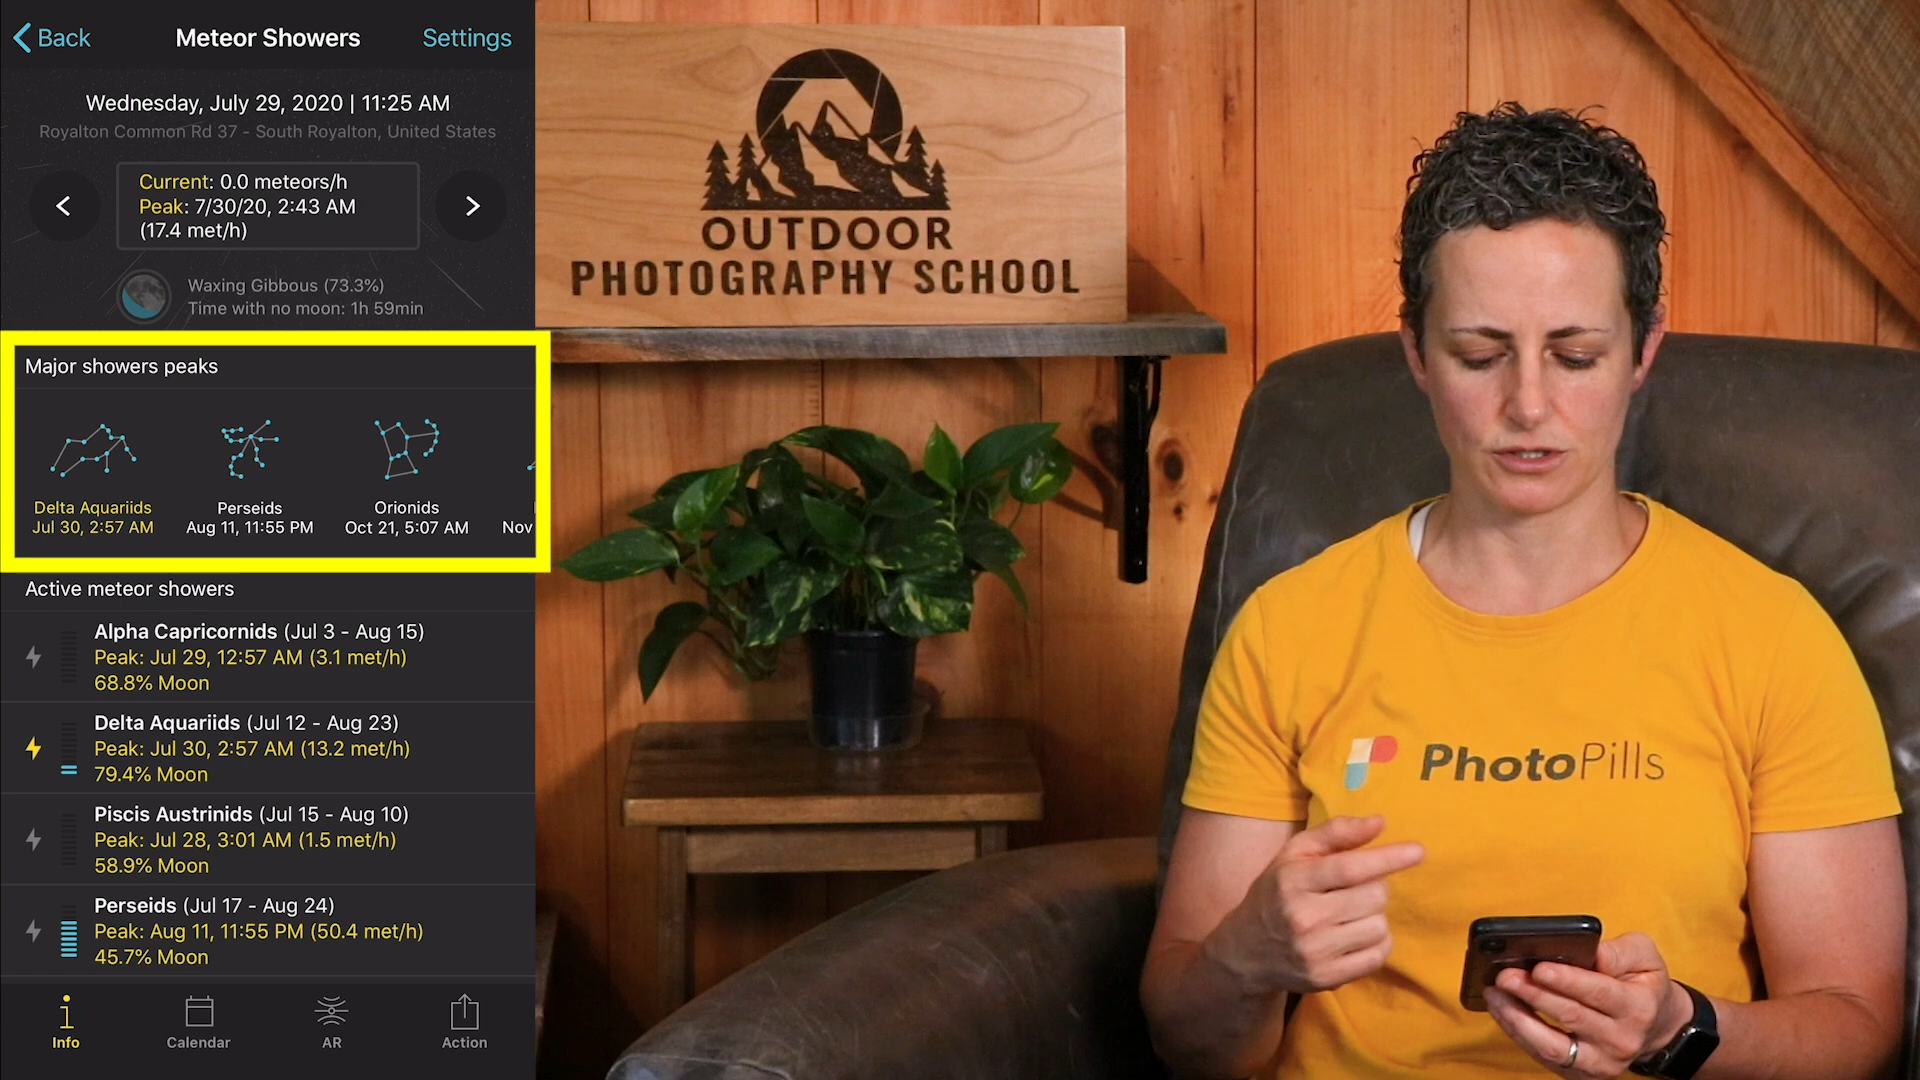 Back
Meteor Showers
Settings
Wednesday, July 29, 2020 | 11:25 AM
Royalton Common Rd 37 - South Royalton, United States
Current: 0.0 meteors/h
Peak: 7/30/20, 2:43 AM
(17.4 met/h)
Waxing Gibbous (73.3%)
Time with no moon: 1h 59min
Major showers peaks
Delta Aquariids
Jul 30, 2:57 AM
Perseids
Aug 11, 11:55 PM
Orionids
Oct 21, 5:07 AM
Nov
Active meteor showers
Alpha Capricornids (Jul 3 - Aug 15)
Peak: Jul 29, 12:57 AM (3.1 met/h)
68.8% Moon
Delta Aquariids (Jul 12 - Aug 23)
Peak: Jul 30, 2:57 AM (13.2 met/h)
79.4% Moon
Piscis Austrinids (Jul 15 - Aug 10)
Peak: Jul 28, 3:01 AM (1.5 met/h)
58.9% Moon
Perseids (Jul 17 - Aug 24)
Peak: Aug 11, 11:55 PM (50.4 met/h)
45.7% Moon
Info
Calendar
AR
Action
OUTDOOR
PHOTOGRAPHY SCHOOL
PhotoPills